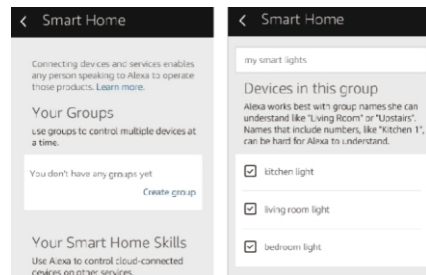 Smart Home
Connecting devices and services enables
any person speaking to Alexa to operate
those products. Learn more.
Your Groups
use groups to control multiple devices at
a time.
You don't have any groups yet
Create group
Your Smart Home Skills
Use Alexa to control cloud-connected
devices on other services.
Smart Home
my smart lights
Devices in this group
Alexa works best with group names she can
understand like "Living Room" or "Upstairs".
Names that include numbers, like "Kitchen 1",
can be hard for Alexa to understand.
kitchen light
living room light
bedroom light